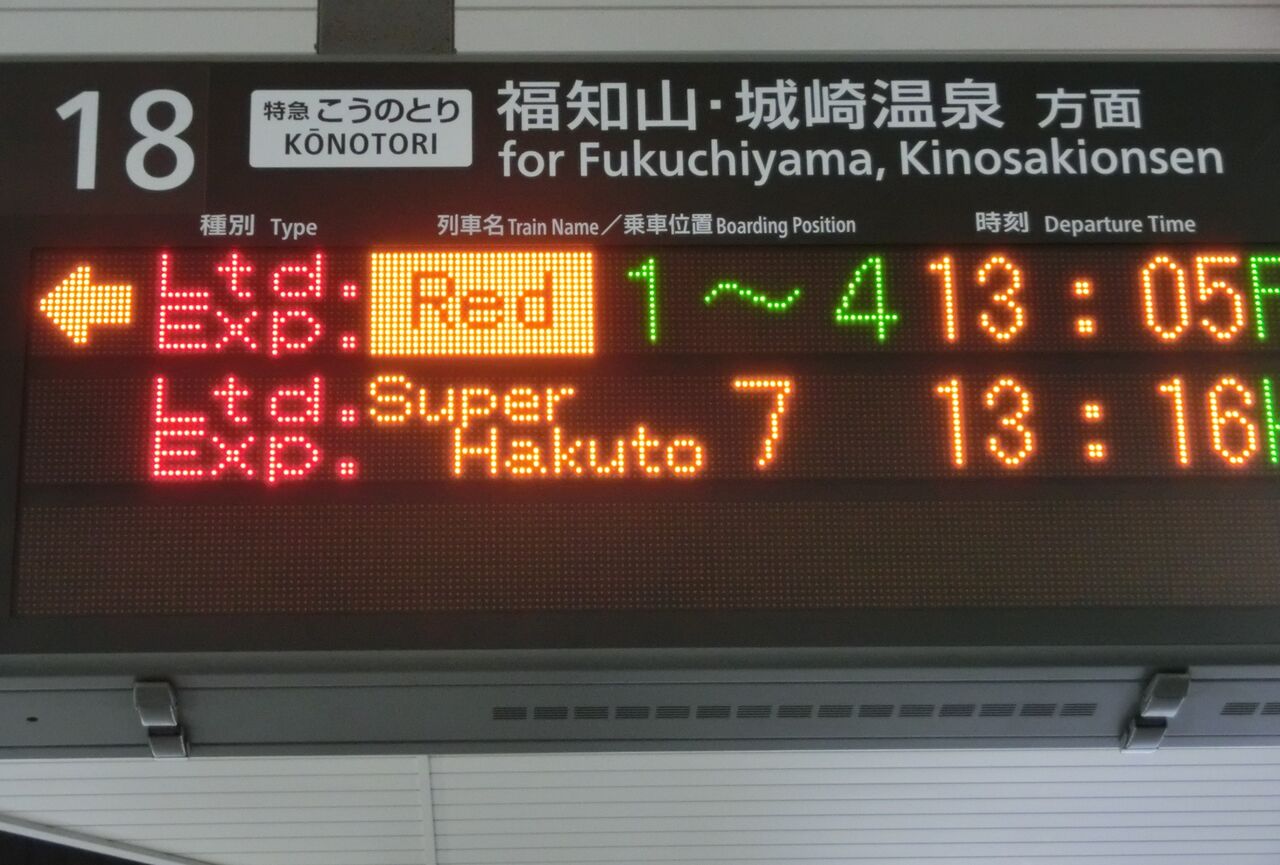 18
特急 こうのとり
KŌNOTORI
福知山・城崎温泉 方面
for Fukuchiyama, Kinosakionsen
種別 Type 列車名 Train Name／乗車位置 Boarding Position 時刻 Departure Time
Ltd. Exp. Red 1～4 13:05
Ltd. Exp. Super Hakuto 7 13:16